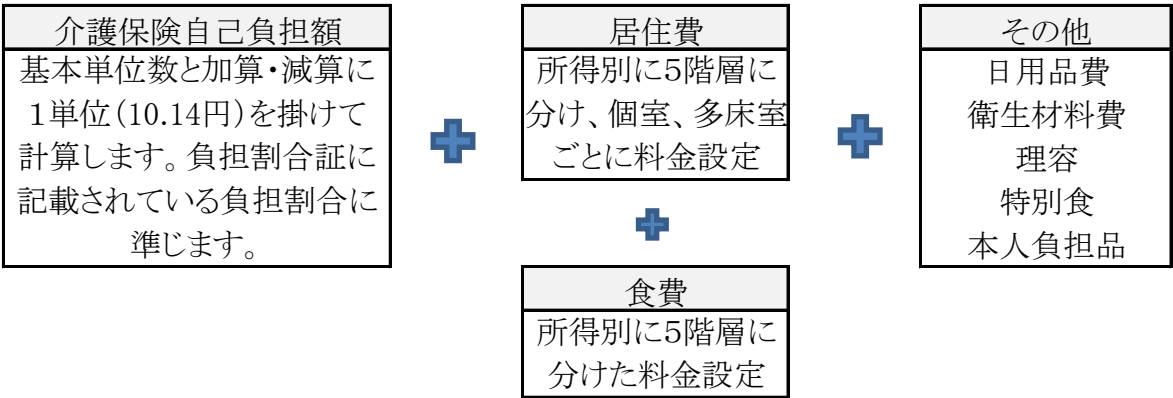 介護保険自己負担額
基本単位数と加算・減算に
１単位（10.14円）を掛けて
計算します。負担割合証に
記載されている負担割合に
準じます。
居住費
所得別に５階層に
分け、個室、多床室
ごとに料金設定
食費
所得別に５階層に
分けた料金設定
その他
日用品費
衛生材料費
理容
特別食
本人負担品